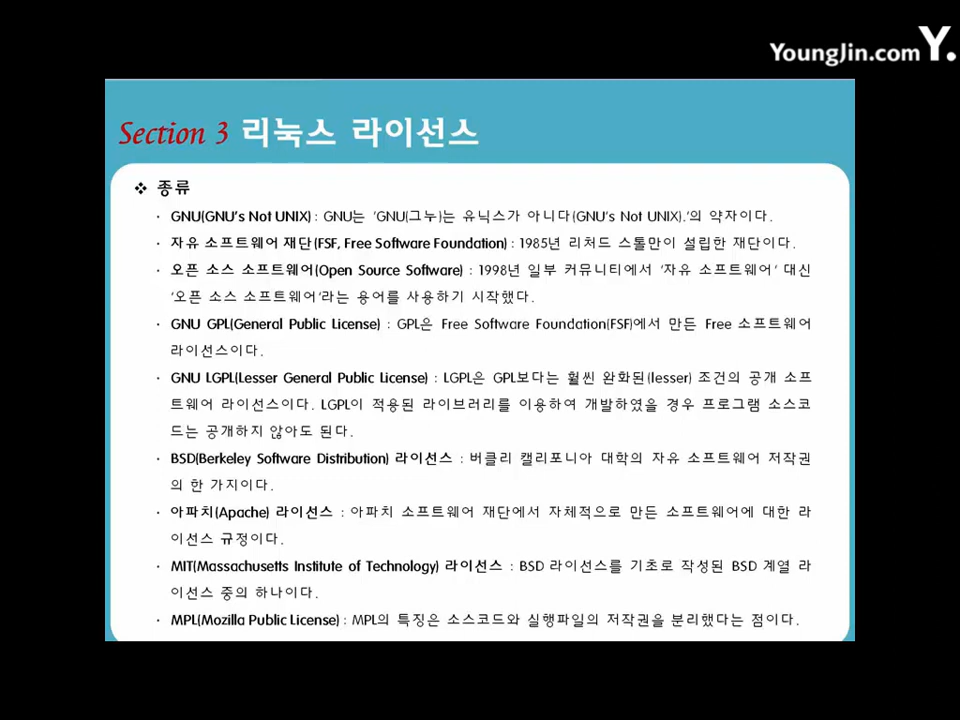 YoungJin.com Y.
Section 3 리눅스 라이선스
❖ 종류
· GNU(GNU's Not UNIX) : GNU는 'GNU(그누)는 유닉스가 아니다(GNU's Not UNIX).'의 약자이다.
· 자유 소프트웨어 재단(FSF, Free Software Foundation) : 1985년 리처드 스톨만이 설립한 재단이다.
· 오픈 소스 소프트웨어(Open Source Software) : 1998년 일부 커뮤니티에서 '자유 소프트웨어' 대신
'오픈 소스 소프트웨어'라는 용어를 사용하기 시작했다.
· GNU GPL(General Public License) : GPL은 Free Software Foundation(FSF)에서 만든 Free 소프트웨어
라이선스이다.
· GNU LGPL(Lesser General Public License) : LGPL은 GPL보다는 훨씬 완화된(lesser) 조건의 공개 소프
트웨어 라이선스이다. LGPL이 적용된 라이브러리를 이용하여 개발하였을 경우 프로그램 소스코
드는 공개하지 않아도 된다.
· BSD(Berkeley Software Distribution) 라이선스 : 버클리 캘리포니아 대학의 자유 소프트웨어 저작권
의 한 가지이다.
· 아파치(Apache) 라이선스 : 아파치 소프트웨어 재단에서 자체적으로 만든 소프트웨어에 대한 라
이선스 규정이다.
· MIT(Massachusetts Institute of Technology) 라이선스 : BSD 라이선스를 기초로 작성된 BSD 계열 라
이선스 중의 하나이다.
· MPL(Mozilla Public License) : MPL의 특징은 소스코드와 실행파일의 저작권을 분리했다는 점이다.